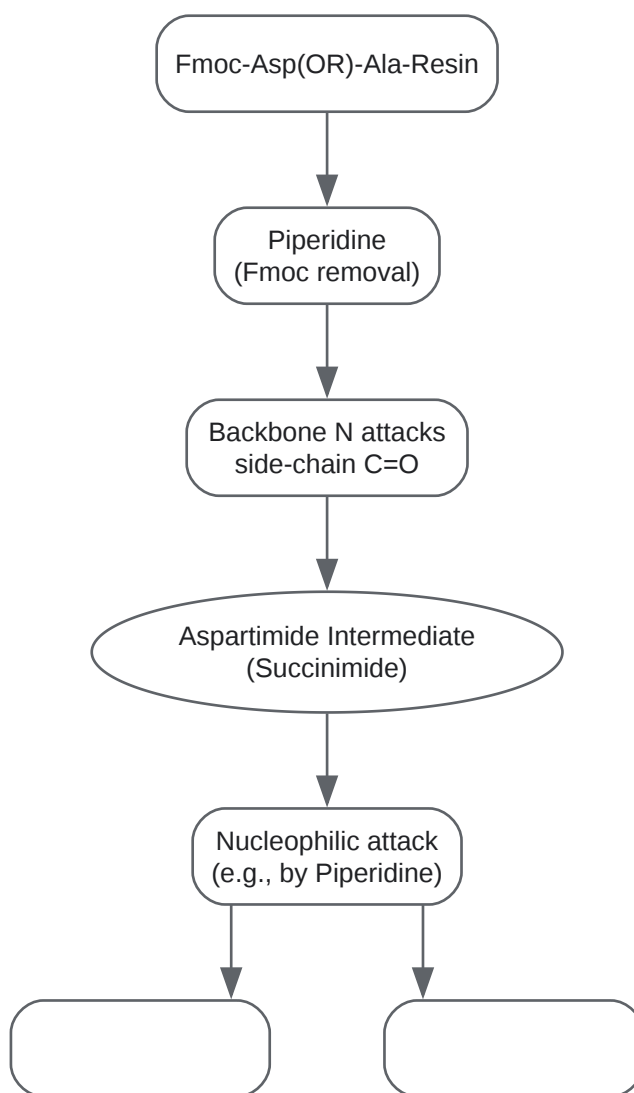 Fmoc-Asp(OR)-Ala-Resin
Piperidine
(Fmoc removal)
Backbone N attacks
side-chain C=O
Aspartimide Intermediate
(Succinimide)
Nucleophilic attack
(e.g., by Piperidine)